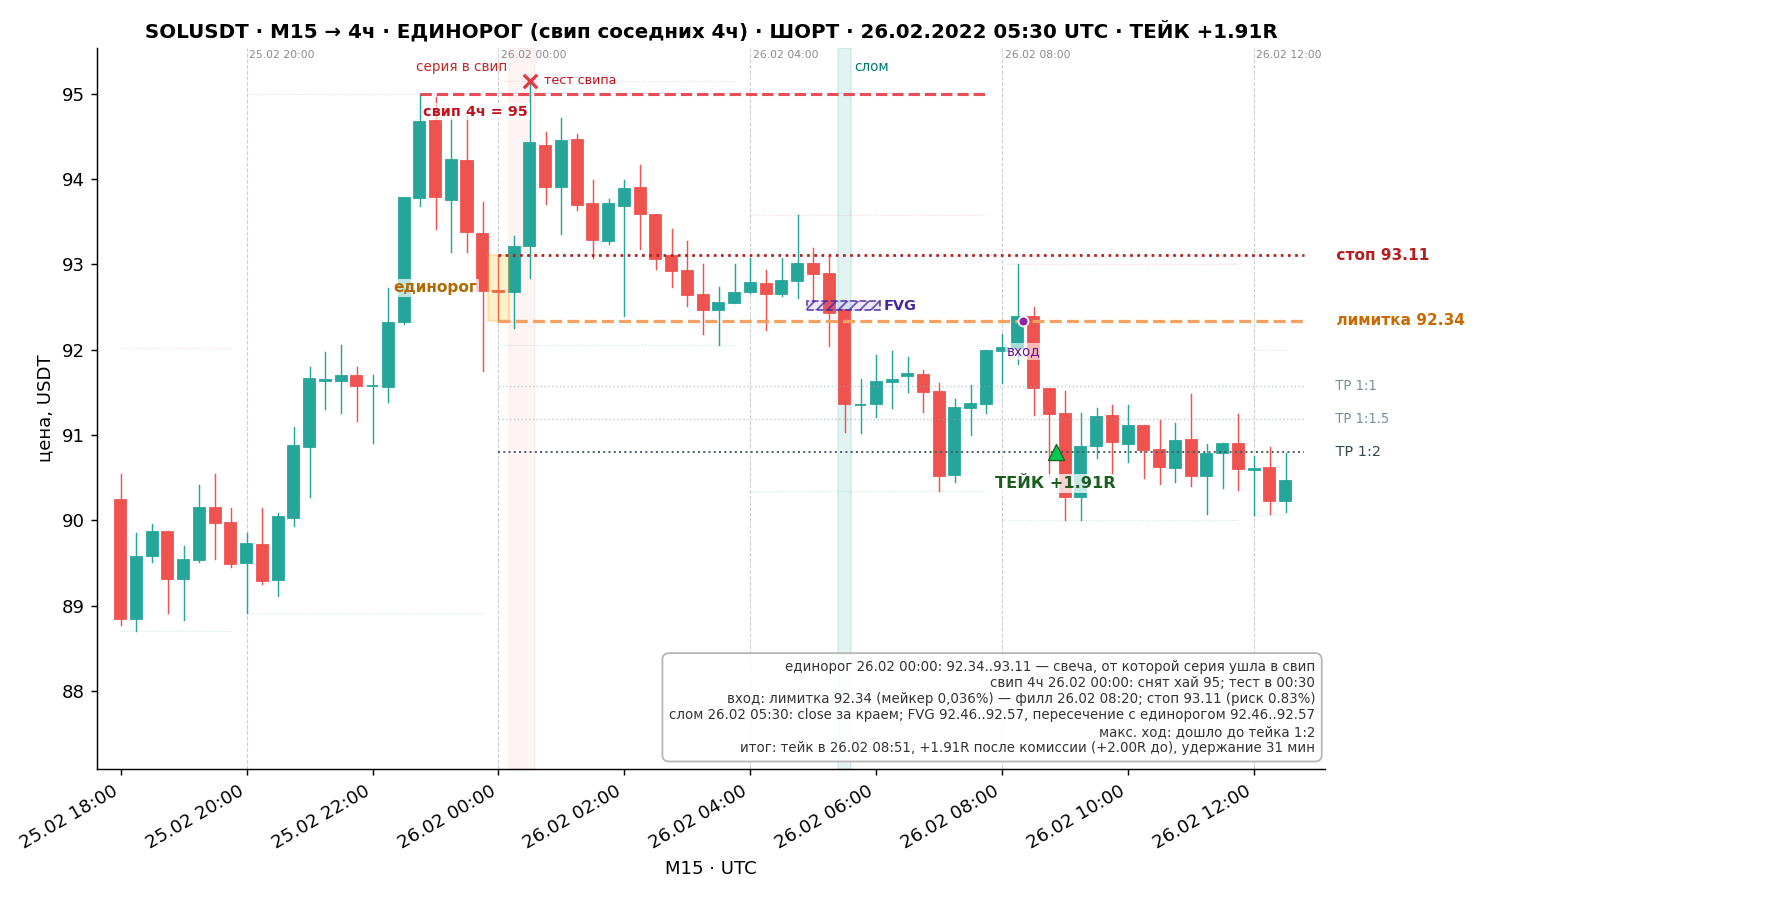 SOLUSDT · M15 → 4ч · ЕДИНОРОГ (свип соседних 4ч) · ШОРТ · 26.02.2022 05:30 UTC · ТЕЙК +1.91R
25.02 20:00
26.02 00:00
26.02 04:00
26.02 08:00
26.02 12:00
серия в свип
тест свипа
слом
свип 4ч = 95
единорог
FVG
вход
ТЕЙК +1.91R
стоп 93.11
лимитка 92.34
TP 1:1
TP 1:1.5
TP 1:2
95
94
93
92
91
90
89
88
цена, USDT
единорог 26.02 00:00: 92.34..93.11 — свеча, от которой серия ушла в свип
свип 4ч 26.02 00:00: снят хай 95; тест в 00:30
вход: лимитка 92.34 (мейкер 0,036%) — филл 26.02 08:20; стоп 93.11 (риск 0.83%)
слом 26.02 05:30: close за краем; FVG 92.46..92.57, пересечение с единорогом 92.46..92.57
макс. ход: дошло до тейка 1:2
итог: тейк в 26.02 08:51, +1.91R после комиссии (+2.00R до), удержание 31 мин
25.02 18:00
25.02 20:00
25.02 22:00
26.02 00:00
26.02 02:00
26.02 04:00
26.02 06:00
26.02 08:00
26.02 10:00
26.02 12:00
M15 · UTC